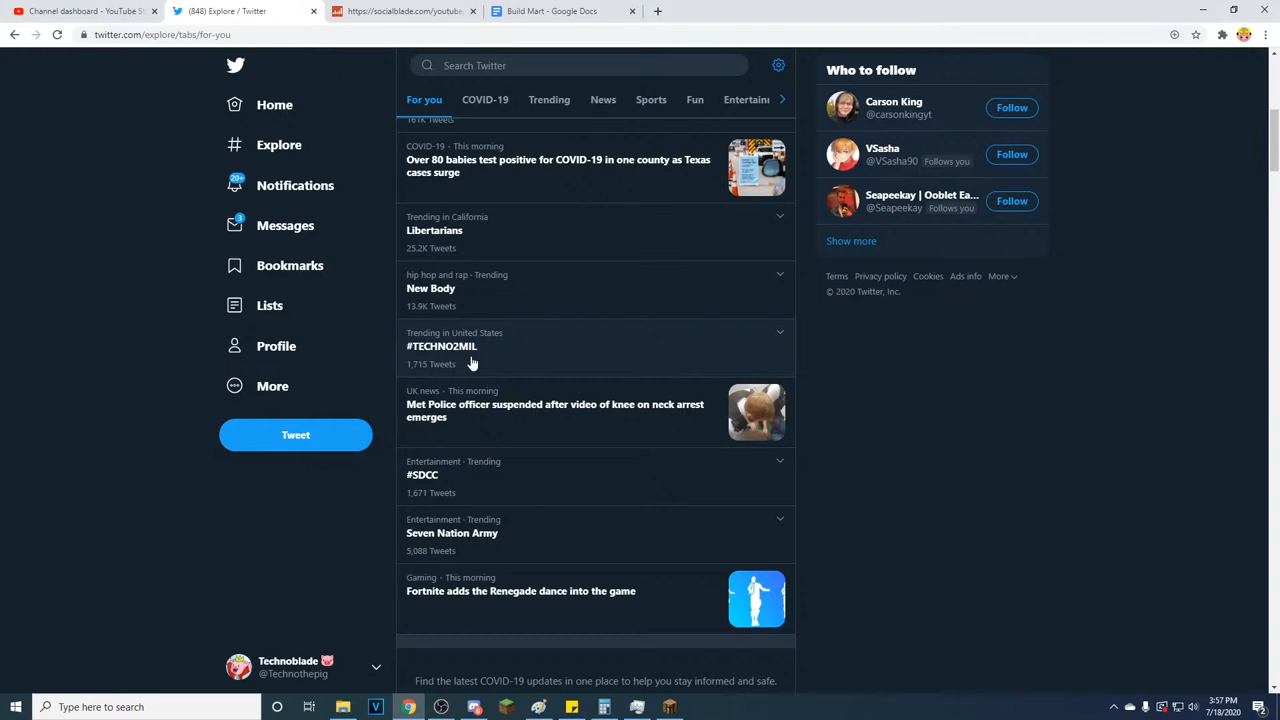 Channel dashboard - YouTube St
(848) Explore / Twitter
https://socialblade.com/youtube.
Build Mart - Google Docs
twitter.com/explore/tabs/for-you
Home
Explore
20+
Notifications
3
Messages
Bookmarks
Lists
Profile
More
Tweet
Technoblade
@Technothepig
Search Twitter
For you
COVID-19
Trending
News
Sports
Fun
Entertain
161K Tweets
COVID-19 · This morning
Over 80 babies test positive for COVID-19 in one county as Texas
cases surge
Trending in California
Libertarians
25.2K Tweets
hip hop and rap · Trending
New Body
13.9K Tweets
Trending in United States
#TECHNO2MIL
1,715 Tweets
UK news · This morning
Met Police officer suspended after video of knee on neck arrest
emerges
Entertainment · Trending
#SDCC
1,671 Tweets
Entertainment · Trending
Seven Nation Army
5,088 Tweets
Gaming · This morning
Fortnite adds the Renegade dance into the game
Find the latest COVID-19 updates in one place to help you stay informed and safe.
Who to follow
Carson King
@carsonkingyt
Follow
VSasha
@VSasha90 Follows you
Follow
Seapeekay | Ooblet Ea...
@Seapeekay Follows you
Follow
Show more
Terms Privacy policy Cookies Ads info More
© 2020 Twitter, Inc.
Type here to search
3:57 PM
7/18/2020
2